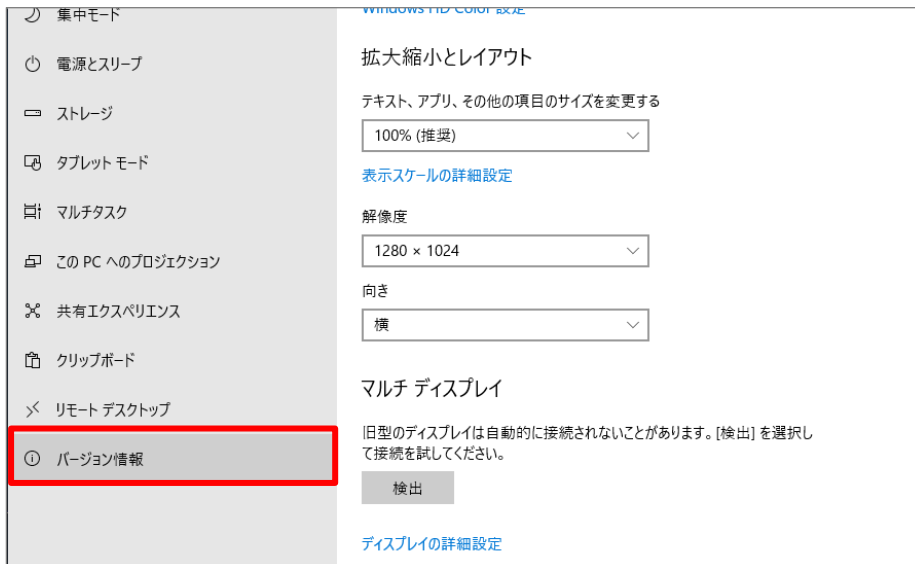 集中モード
電源とスリープ
ストレージ
タブレット モード
マルチタスク
この PC へのプロジェクション
共有エクスペリエンス
クリップボード
リモート デスクトップ
バージョン情報
Windows HD Color 設定
拡大縮小とレイアウト
テキスト、アプリ、その他の項目のサイズを変更する
100% (推奨)
表示スケールの詳細設定
解像度
1280 × 1024
向き
横
マルチ ディスプレイ
旧型のディスプレイは自動的に接続されないことがあります。[検出] を選択し
て接続を試してください。
検出
ディスプレイの詳細設定